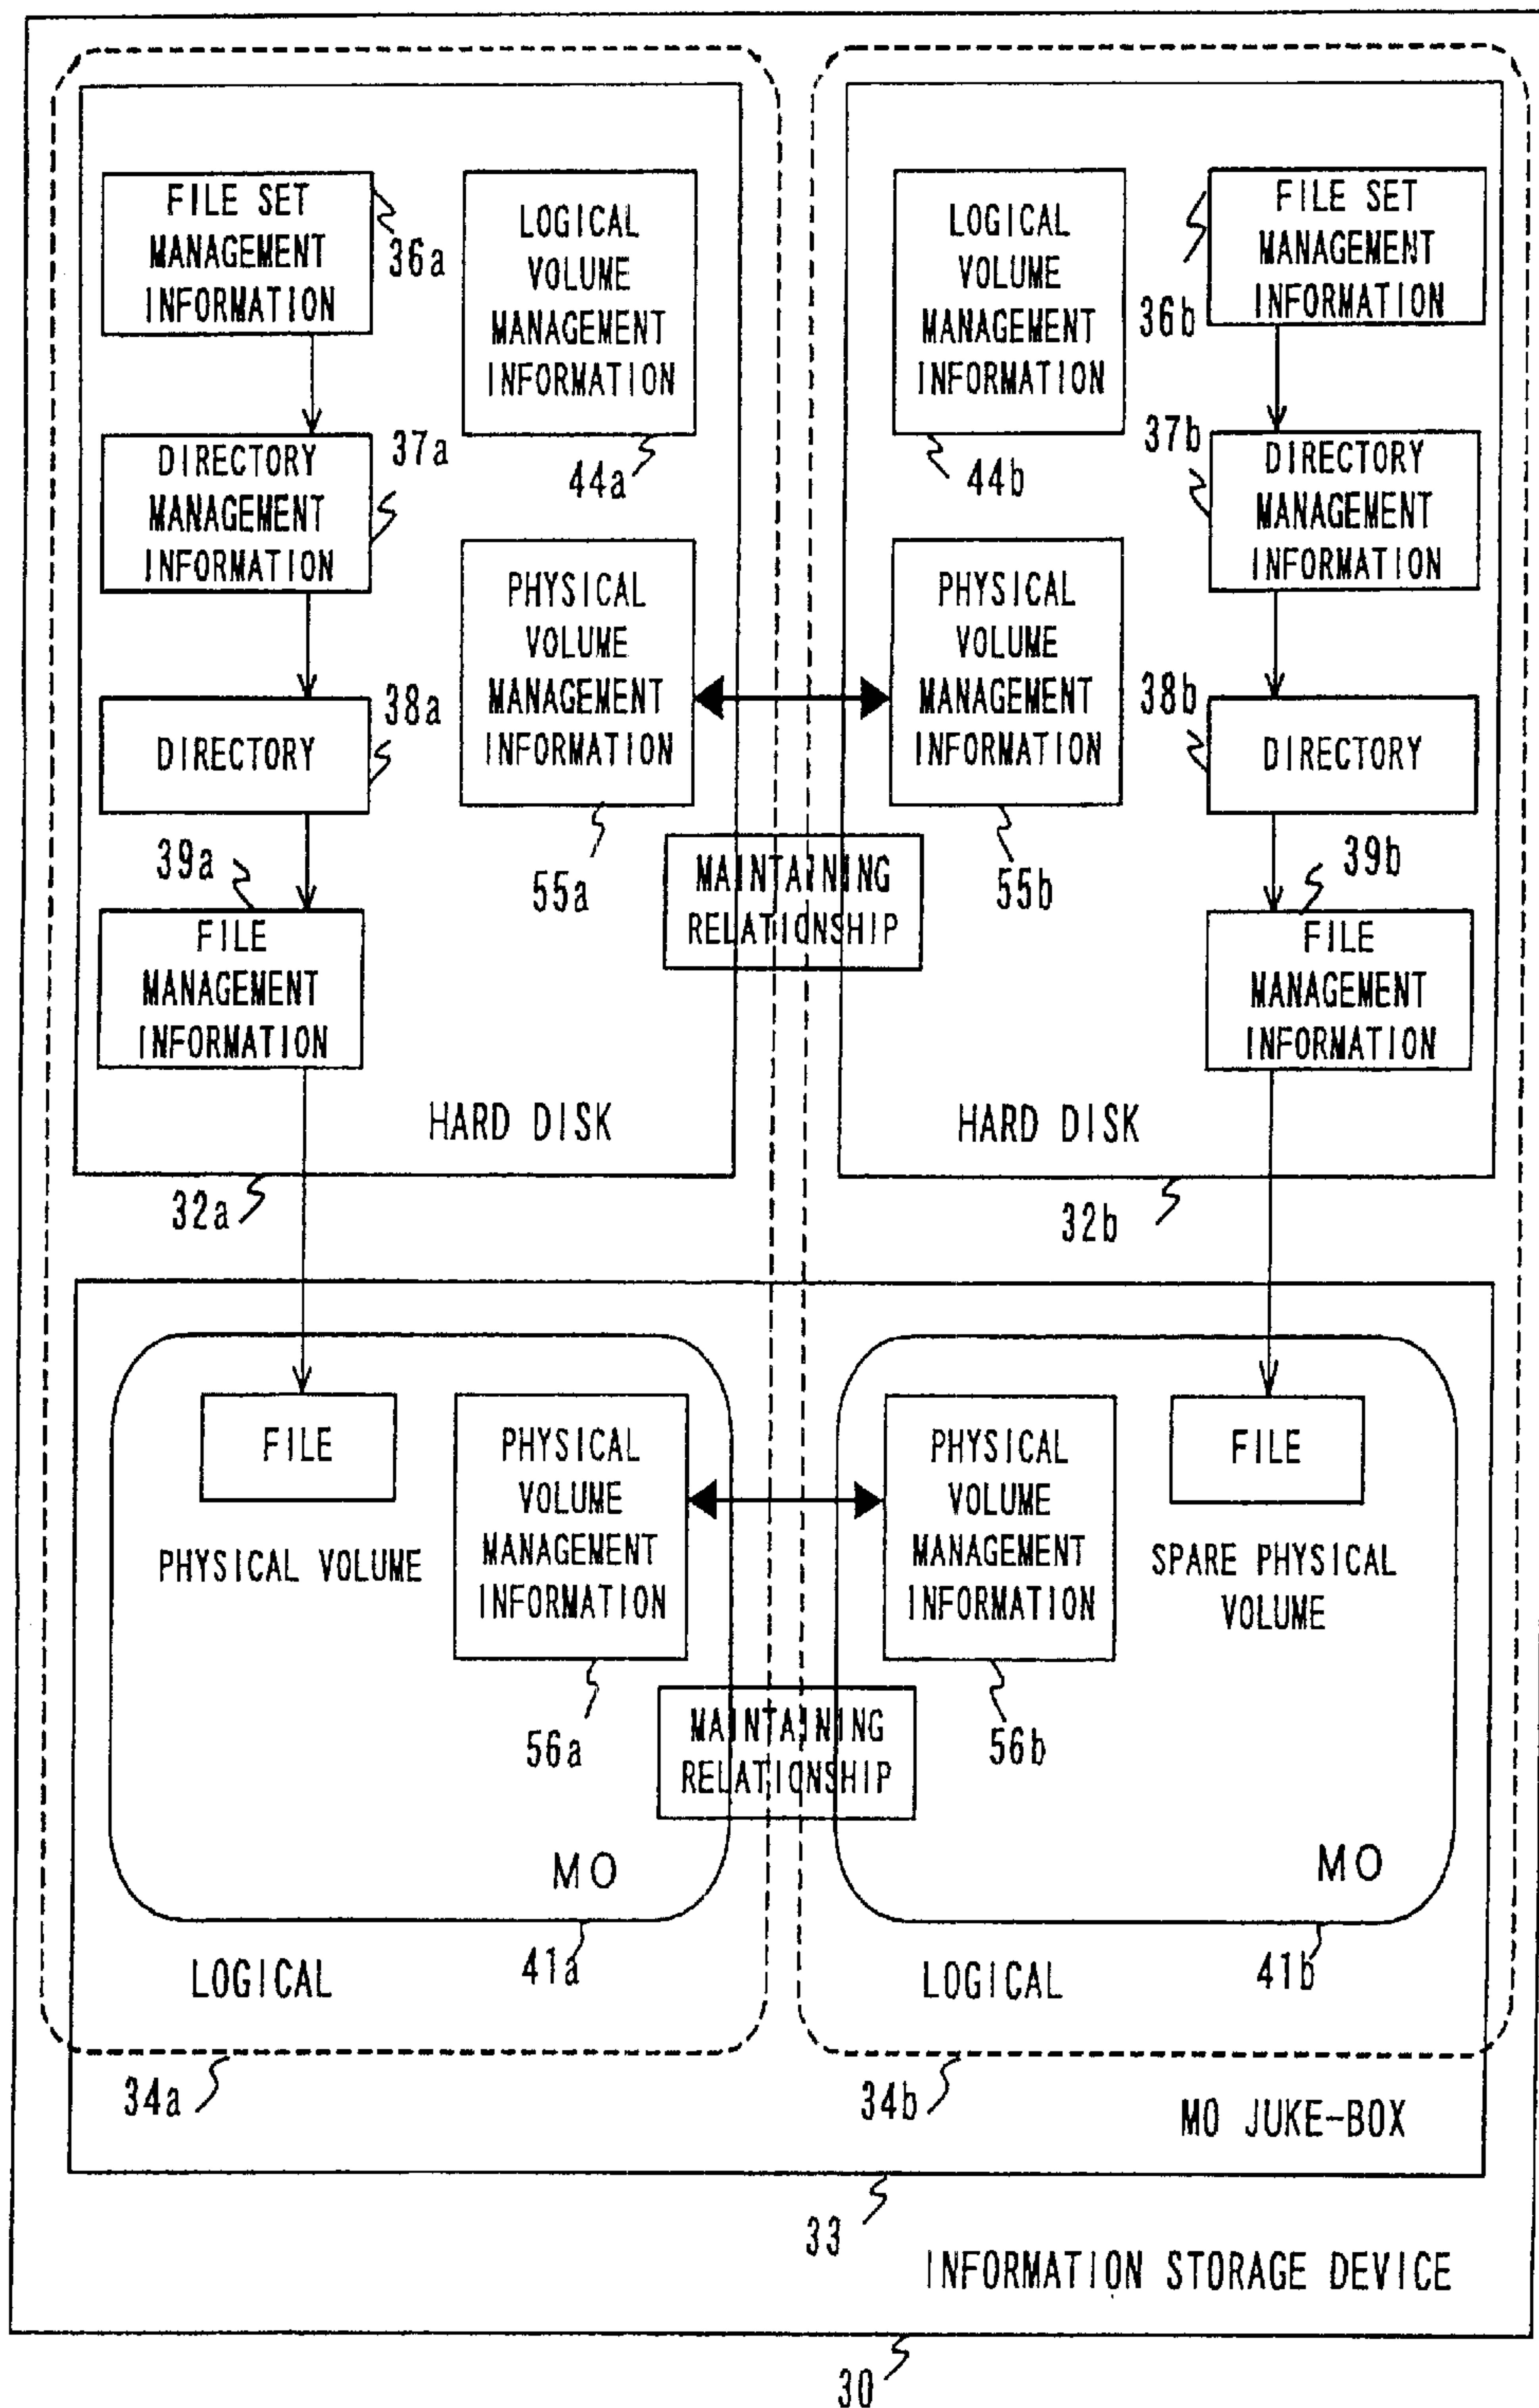 FILE SET
MANAGEMENT
INFORMATION
36a
LOGICAL
VOLUME
MANAGEMENT
INFORMATION
44a
LOGICAL
VOLUME
MANAGEMENT
INFORMATION
44b
FILE SET
MANAGEMENT
INFORMATION
36b
DIRECTORY
MANAGEMENT
INFORMATION
37a
PHYSICAL
VOLUME
MANAGEMENT
INFORMATION
55a
PHYSICAL
VOLUME
MANAGEMENT
INFORMATION
55b
37b
DIRECTORY
MANAGEMENT
INFORMATION
DIRECTORY
38a
38b
DIRECTORY
MAINTAINING
RELATIONSHIP
39a
FILE
MANAGEMENT
INFORMATION
39b
FILE
MANAGEMENT
INFORMATION
HARD DISK
32a
HARD DISK
32b
FILE
PHYSICAL VOLUME
PHYSICAL
VOLUME
MANAGEMENT
INFORMATION
56a
PHYSICAL
VOLUME
MANAGEMENT
INFORMATION
56b
FILE
SPARE PHYSICAL
VOLUME
MAINTAINING
RELATIONSHIP
MO
41a
MO
41b
LOGICAL
34a
LOGICAL
34b
MO JUKE-BOX
33
INFORMATION STORAGE DEVICE
30